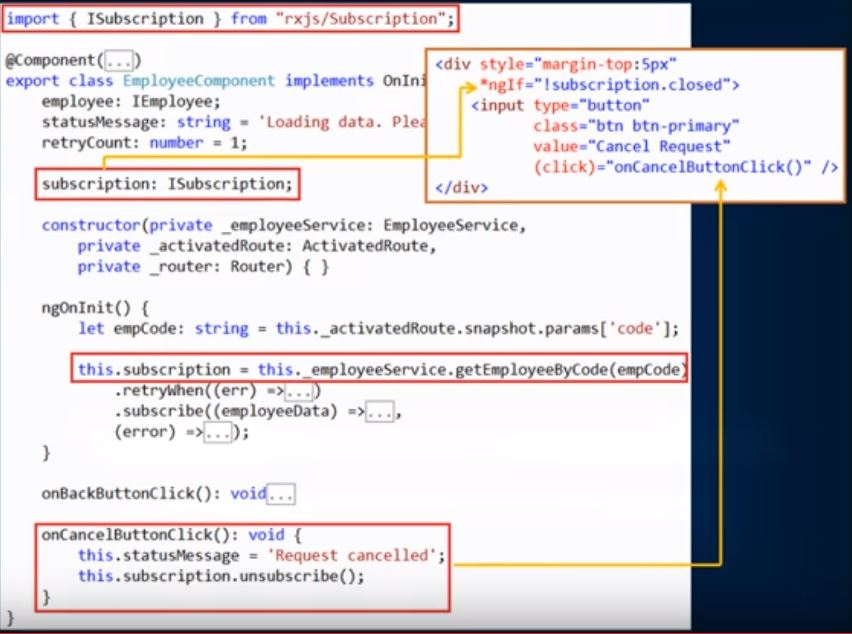 import { ISubscription } from "rxjs/Subscription";
@Component(...)
export class EmployeeComponent implements OnIni
employee: IEmployee;
statusMessage: string = 'Loading data. Plea
retryCount: number = 1;
subscription: ISubscription;
constructor(private _employeeService: EmployeeService,
private _activatedRoute: ActivatedRoute,
private _router: Router) { }
ngOnInit() {
let empCode: string = this._activatedRoute.snapshot.params['code'];
this.subscription = this._employeeService.getEmployeeByCode(empCode)
.retryWhen((err) =>...)
.subscribe((employeeData) =>...,
(error) =>...);
}
onBackButtonClick(): void...
onCancelButtonClick(): void {
this.statusMessage = 'Request cancelled';
this.subscription.unsubscribe();
}
}
<div style="margin-top:5px"
*ngIf="!subscription.closed">
<input type="button"
class="btn btn-primary"
value="Cancel Request"
(click)="onCancelButtonClick()" />
</div>